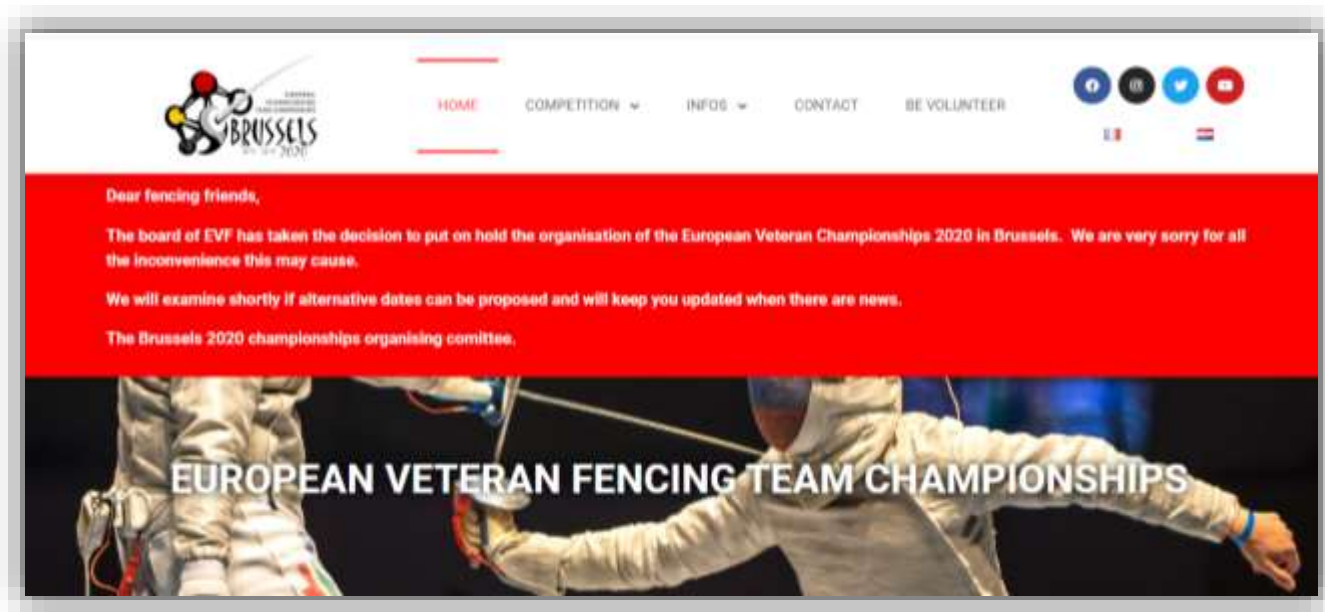 BRUSSELS
2020
HOME
COMPETITION
INFOS
CONTACT
BE VOLUNTEER
Dear fencing friends,
The board of EVF has taken the decision to put on hold the organisation of the European Veteran Championships 2020 in Brussels. We are very sorry for all
the inconvenience this may cause.
We will examine shortly if alternative dates can be proposed and will keep you updated when there are news.
The Brussels 2020 championships organising comittee.
EUROPEAN VETERAN FENCING TEAM CHAMPIONSHIPS